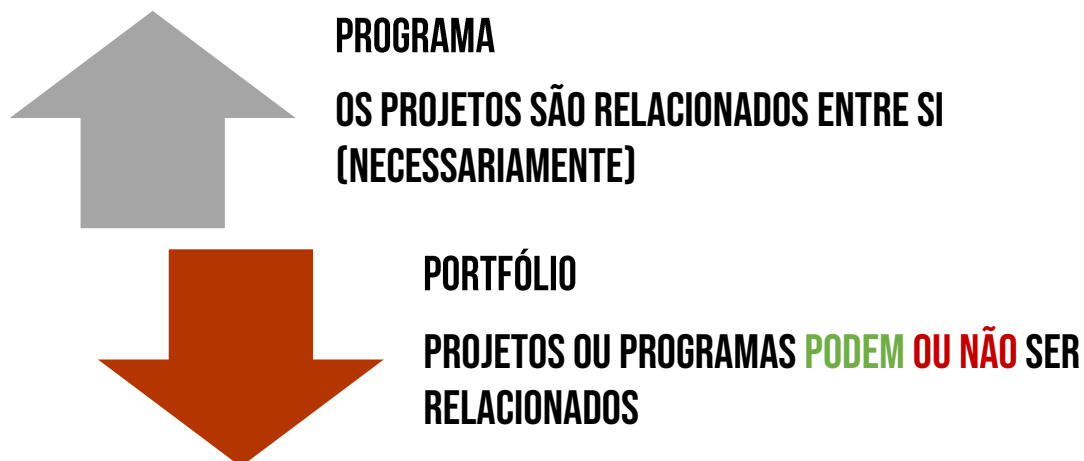 PROGRAMA
OS PROJETOS SÃO RELACIONADOS ENTRE SI
(NECESSARIAMENTE)
PORTFÓLIO
PROJETOS OU PROGRAMAS PODEM OU NÃO SER
RELACIONADOS